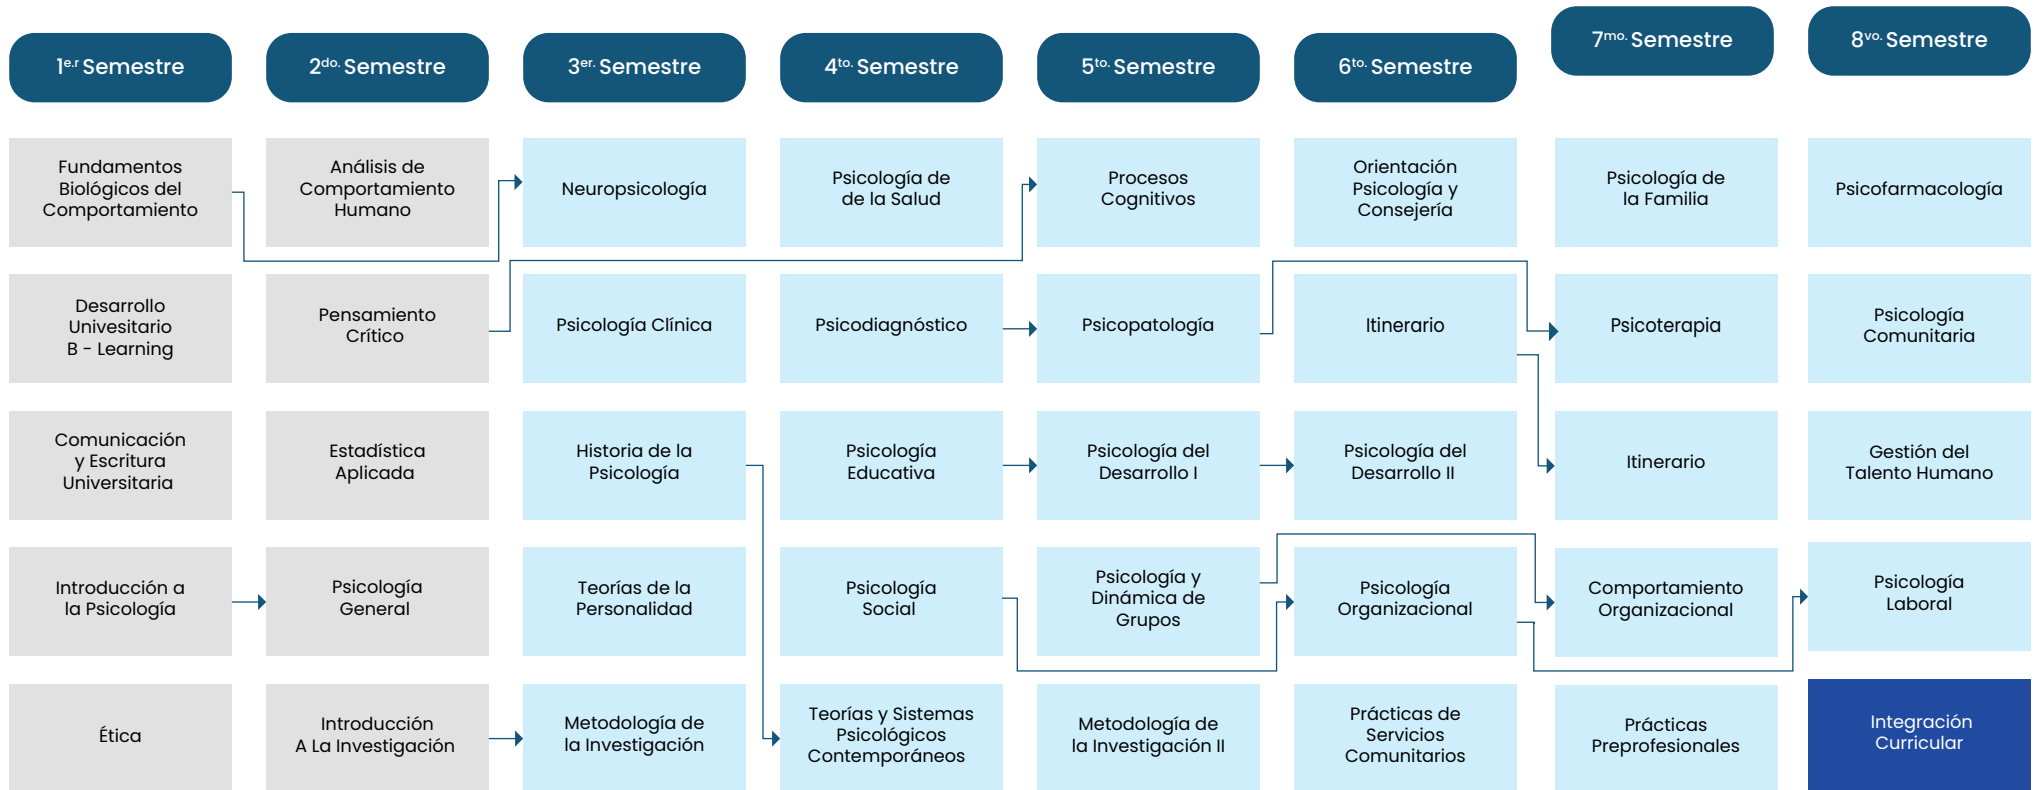 1e.r Semestre
2do. Semestre
3er. Semestre
4to. Semestre
5to. Semestre
6to. Semestre
7mo. Semestre
8vo. Semestre
Fundamentos
Biológicos del
Comportamiento
Análisis de
Comportamiento
Humano
Neuropsicología
Psicología de
de la Salud
Procesos
Cognitivos
Orientación
Psicología y
Consejería
Psicología de
la Familia
Psicofarmacología
Desarrollo
Univesitario
B - Learning
Pensamiento
Crítico
Psicología Clínica
Psicodiagnóstico
Psicopatología
Itinerario
Psicoterapia
Psicología
Comunitaria
Comunicación
y Escritura
Universitaria
Estadística
Aplicada
Historia de la
Psicología
Psicología
Educativa
Psicología del
Desarrollo I
Psicología del
Desarrollo II
Itinerario
Gestión del
Talento Humano
Introducción a
la Psicología
Psicología
General
Teorías de la
Personalidad
Psicología
Social
Psicología y
Dinámica de
Grupos
Psicología
Organizacional
Comportamiento
Organizacional
Psicología
Laboral
Ética
Introducción
A La Investigación
Metodología de
la Investigación
Teorías y Sistemas
Psicológicos
Contemporáneos
Metodología de
la Investigación II
Prácticas de
Servicios
Comunitarios
Prácticas
Preprofesionales
Integración
Curricular